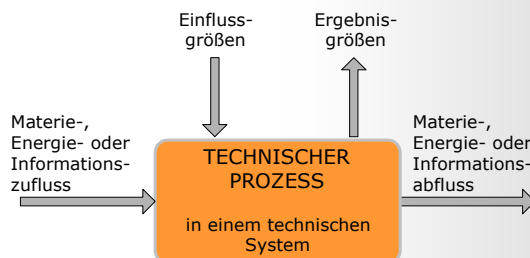 Einfluss-
größen
Ergebnis-
größen
Materie-,
Energie- oder
Informations-
zufluss
TECHNISCHER
PROZESS
in einem technischen
System
Materie-,
Energie- oder
Informations-
abfluss